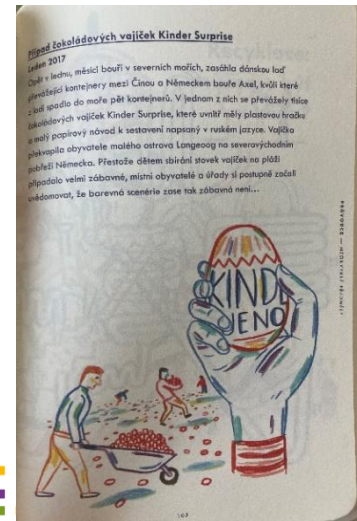 Případ čokoládových vajíček Kinder Surprise
Leden 2017
Opět v lednu, měsíci bouří v severních mořích, zasáhla dánskou loď
převážející kontejnery mezi Čínou a Německem bouře Axel, kvůli které
z lodi spadlo do moře pět kontejnerů. V jednom z nich se převážely tisíce
čokoládových vajíček Kinder Surprise, které uvnitř měly plastovou hračku
a malý papírový návod k sestavení napsaný v ruském jazyce. Vajíčka
překvapila obyvatele malého ostrova Langeoog na severovýchodním
pobřeží Německa. Přestože dětem sbírání stovek vajíček na pláži
připadalo velmi zábavné, místní obyvatelé a úřady si postupně začali
uvědomovat, že barevná scenérie zase tak zábavná není...
KIND
JENO